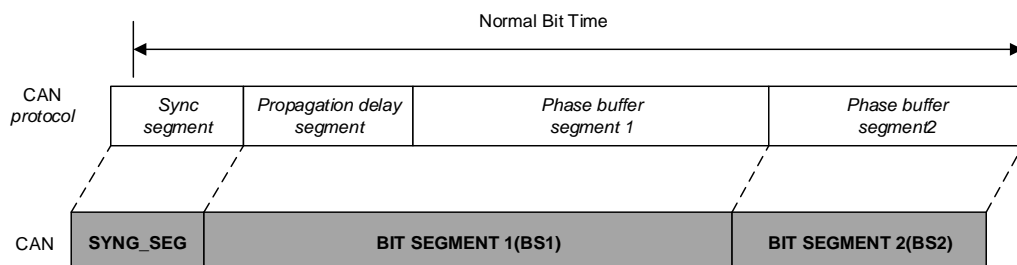 Normal Bit Time
CAN
protocol
Sync
segment
Propagation delay
segment
Phase buffer
segment 1
Phase buffer
segment2
CAN
SYNG_SEG
BIT SEGMENT 1(BS1)
BIT SEGMENT 2(BS2)